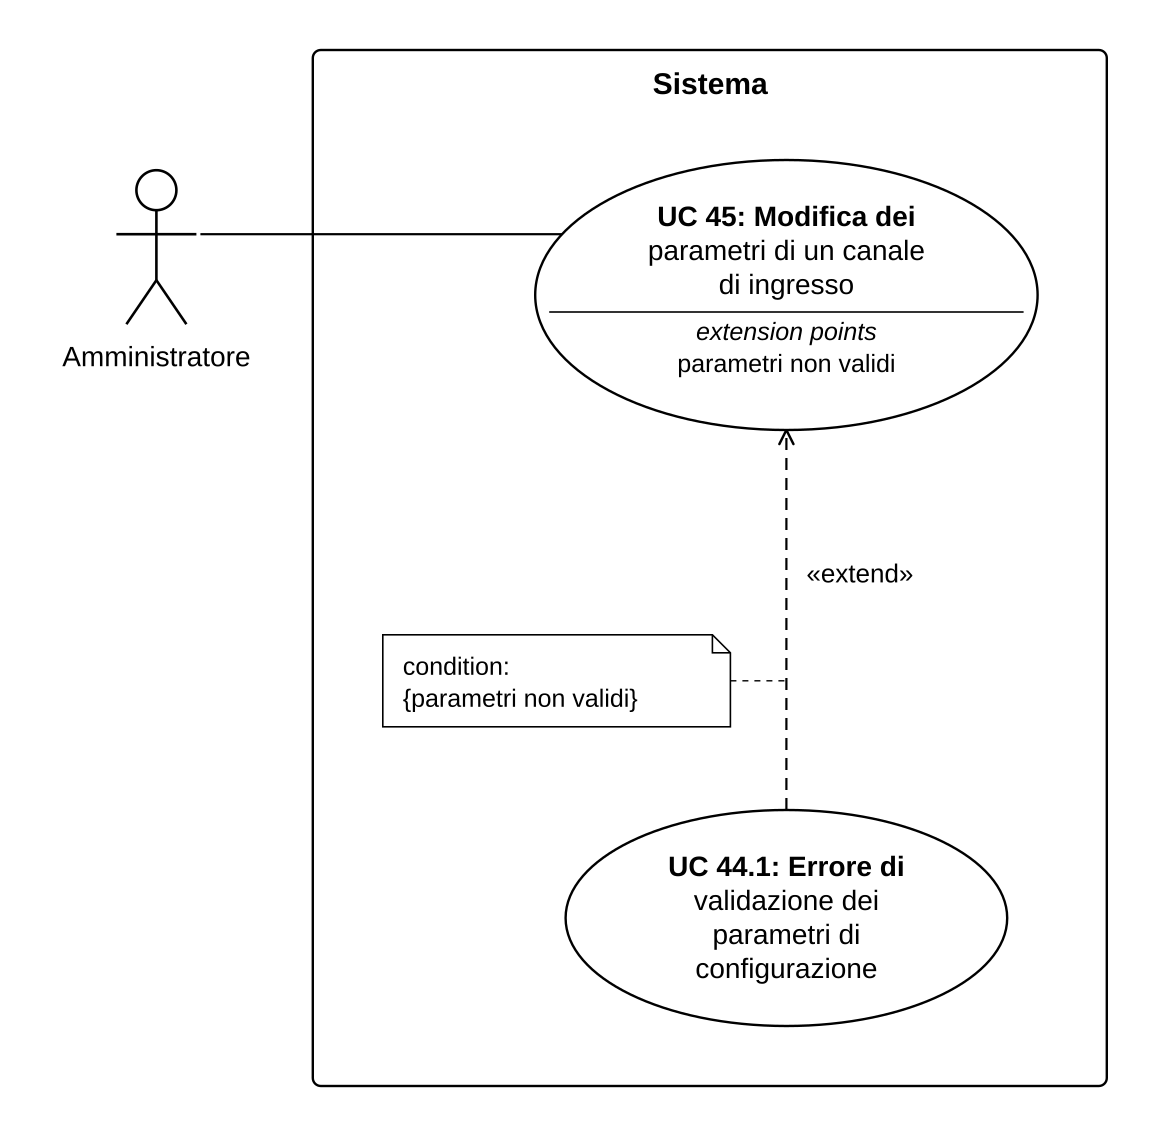 Sistema
UC 45: Modifica dei
parametri di un canale
di ingresso
extension points
parametri non validi
Amministratore
«extend»
condition:
{parametri non validi}
UC 44.1: Errore di
validazione dei
parametri di
configurazione